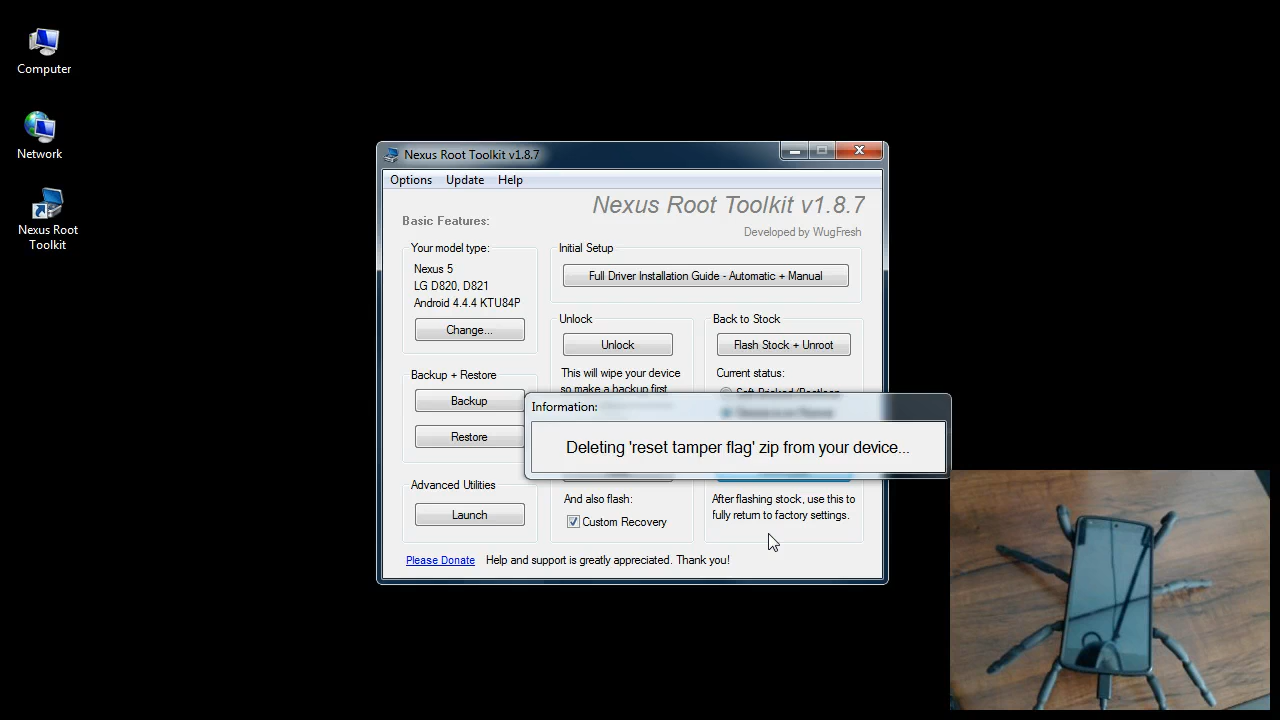 Computer
Network
Nexus Root
Toolkit
Nexus Root Toolkit v1.8.7
Options Update Help
Nexus Root Toolkit v1.8.7
Developed by WugFresh
Basic Features:
Your model type:
Nexus 5
LG D820, D821
Android 4.4.4 KTU84P
Change...
Initial Setup
Full Driver Installation Guide - Automatic + Manual
Unlock
Unlock
This will wipe your device
so make a backup first.
Back to Stock
Flash Stock + Unroot
Current status:
Backup + Restore
Backup
Restore
Information:
Deleting 'reset tamper flag' zip from your device...
Advanced Utilities
Launch
And also flash:
Custom Recovery
After flashing stock, use this to
fully return to factory settings.
Please Donate Help and support is greatly appreciated. Thank you!